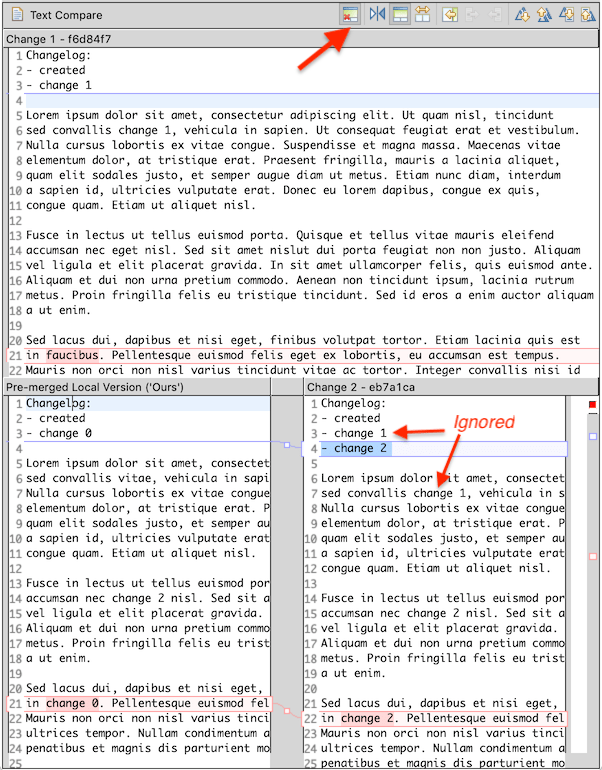 Text Compare
Change 1 - f6d84f7
1 Changelog:
2 - created
3 - change 1
4
5 Lorem ipsum dolor sit amet, consectetur adipiscing elit. Ut quam nisl, tincidunt
6 sed convallis change 1, vehicula in sapien. Ut consequat feugiat erat et vestibulum.
7 Nulla cursus lobortis ex vitae congue. Suspendisse et magna massa. Maecenas vitae
8 elementum dolor, at tristique erat. Praesent fringilla, mauris a lacinia aliquet,
9 quam elit sodales justo, et semper augue diam ut metus. Etiam nunc diam, interdum
10 a sapien id, ultricies vulputate erat. Donec eu lorem dapibus, congue ex quis,
11 congue quam. Etiam ut aliquet nisl.
12
13 Fusce in lectus ut tellus euismod porta. Quisque et tellus vitae mauris eleifend
14 accumsan nec eget nisl. Sed sit amet nislut dui porta feugiat non non justo. Aliquam
15 vel ligula et elit placerat gravida. In sit amet ullamcorper felis, quis euismod ante.
16 Aliquam et dui non urna pretium commodo. Aenean non tincidunt ipsum, lacinia rutrum
17 metus. Proin fringilla felis eu tristique tincidunt. Sed id eros a enim auctor aliquam
18 a ut enim.
19
20 Sed lacus dui, dapibus et nisi eget, finibus volutpat tortor. Etiam lacinia quis est
21 in faucibus. Pellentesque euismod felis eget ex lobortis, eu accumsan est tempus.
22 Mauris non orci non nisl varius tincidunt vitae ac tortor. Integer convallis nisi id
Pre-merged Local Version ('Ours')
1 Changelog:
2 - created
3 - change 0
4
5 Lorem ipsum dolor sit amet, consectet
6 sed convallis vitae, vehicula in sapi
7 Nulla cursus lobortis ex vitae congue
8 elementum dolor, at tristique erat. P
9 quam elit sodales justo, et semper au
10 a sapien id, ultricies vulputate erat
11 congue quam. Etiam ut aliquet nisl.
12
13 Fusce in lectus ut tellus euismod por
14 accumsan nec change 2 nisl. Sed sit a
15 vel ligula et elit placerat gravida.
16 Aliquam et dui non urna pretium commo
17 metus. Proin fringilla felis eu trist
18 a ut enim.
19
20 Sed lacus dui, dapibus et nisi eget,
21 in change 0. Pellentesque euismod fel
22 Mauris non orci non nisl varius tinci
23 ultrices tempor. Nullam condimentum a
24 penatibus et magnis dis parturient mo
25
Change 2 - eb7a1ca
1 Changelog:
2 - created
3 - change 1
4 - change 2
5
6 Lorem ipsum dolor sit amet, consectet
7 sed convallis change 1, vehicula in s
8 Nulla cursus lobortis ex vitae congue
9 elementum dolor, at tristique erat. P
10 quam elit sodales justo, et semper au
11 a sapien id, ultricies vulputate erat
12 congue quam. Etiam ut aliquet nisl.
13
14 Fusce in lectus ut tellus euismod por
15 accumsan nec change 2 nisl. Sed sit a
16 vel ligula et elit placerat gravida.
17 Aliquam et dui non urna pretium commo
18 metus. Proin fringilla felis eu trist
19 a ut enim.
20
21 Sed lacus dui, dapibus et nisi eget,
22 in change 2. Pellentesque euismod fel
23 Mauris non orci non nisl varius tinci
24 ultrices tempor. Nullam condimentum a
25 penatibus et magnis dis parturient mo
Ignored